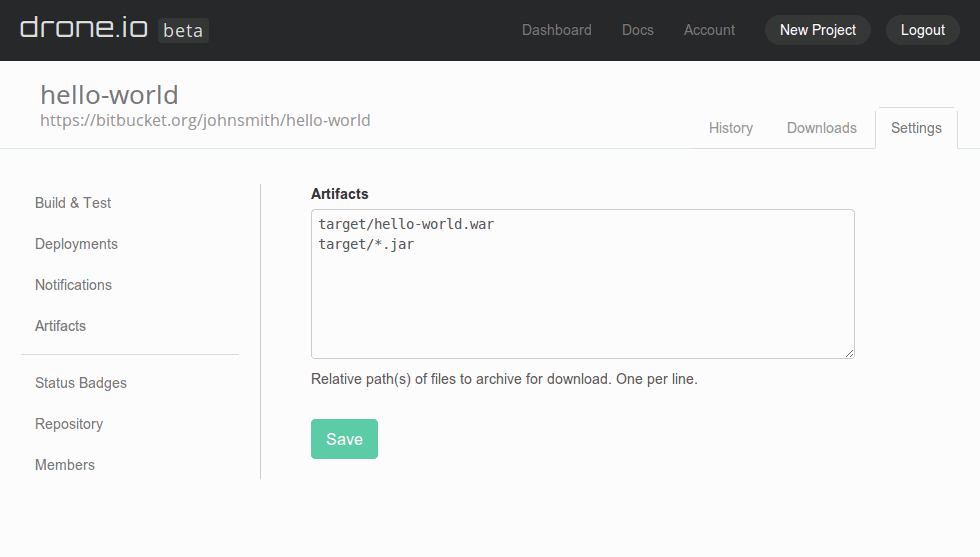 drone.io beta
Dashboard Docs Account New Project Logout
hello-world
https://bitbucket.org/johnsmith/hello-world
History Downloads Settings
Build & Test
Deployments
Notifications
Artifacts
Status Badges
Repository
Members
Artifacts
target/hello-world.war
target/*.jar
Relative path(s) of files to archive for download. One per line.
Save